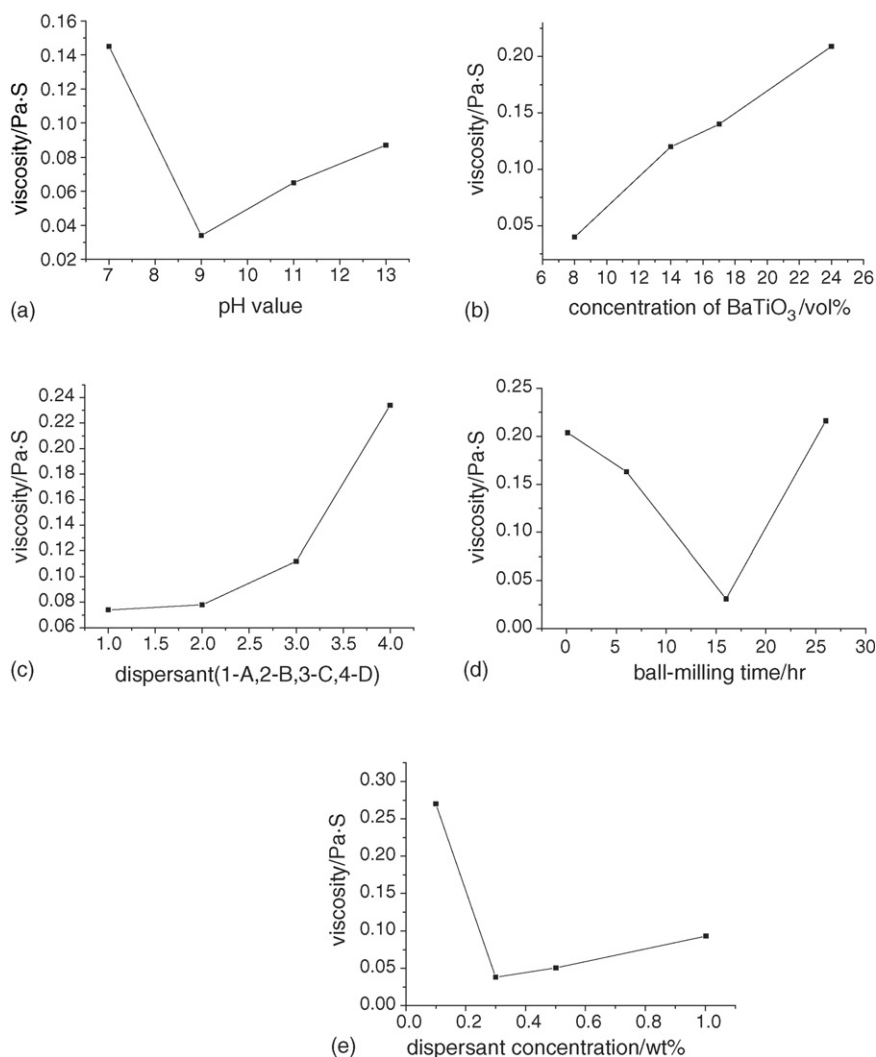 0.16
0.14
0.12
0.10
0.08
0.06
0.04
0.02
viscosity/Pa·S
7 8 9 10 11 12 13
pH value
(a)
0.20
0.15
0.10
0.05
viscosity/Pa·S
6 8 10 12 14 16 18 20 22 24 26
concentration of BaTiO₃/vol%
(b)
0.24
0.22
0.20
0.18
0.16
0.14
0.12
0.10
0.08
0.06
viscosity/Pa·S
1.0 1.5 2.0 2.5 3.0 3.5 4.0
dispersant(1-A,2-B,3-C,4-D)
(c)
0.25
0.20
0.15
0.10
0.05
0.00
viscosity/Pa·S
0 5 10 15 20 25 30
ball-milling time/hr
(d)
0.30
0.25
0.20
0.15
0.10
0.05
0.00
viscosity/Pa·S
0.0 0.2 0.4 0.6 0.8 1.0
dispersant concentration/wt%
(e)